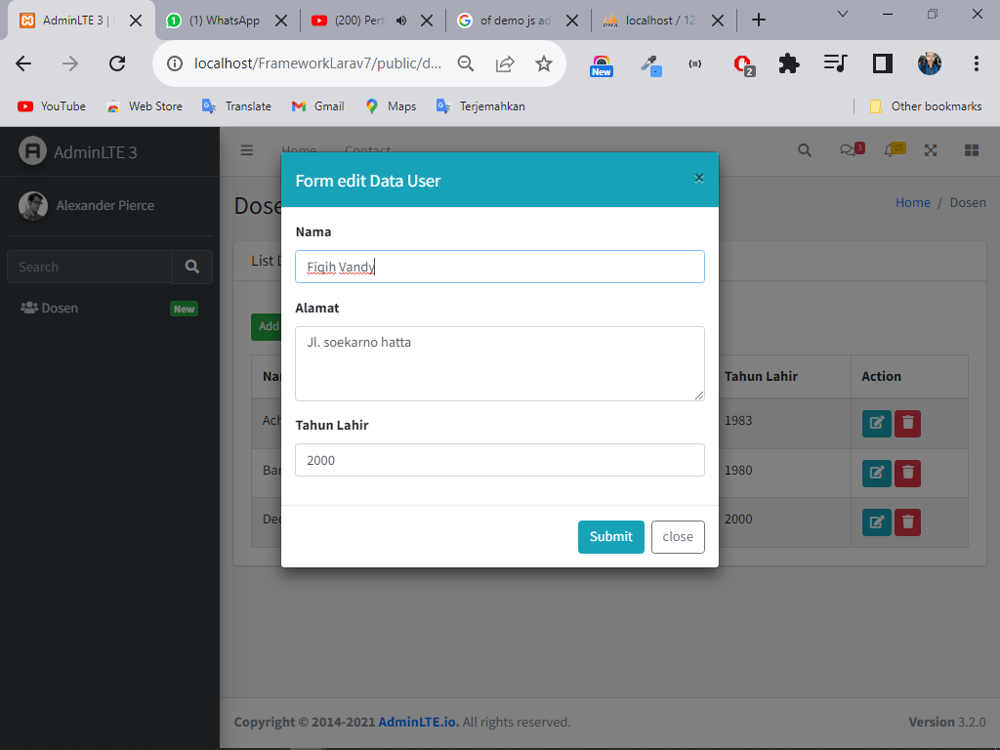 AdminLTE 3 |
(1) WhatsApp
(200) Perte
of demo js ad
localhost / 12
localhost/FrameworkLarav7/public/d...
New
2
YouTube
Web Store
Translate
Gmail
Maps
Terjemahkan
Other bookmarks
AdminLTE 3
Home
Contact
3
15
Alexander Pierce
Search
Dosen
New
Dose
Home / Dosen
List D
Add
Na
Tahun Lahir
Action
Ach
1983
Bar
1980
Ded
2000
Form edit Data User
×
Nama
Fiqih Vandy
Alamat
Jl. soekarno hatta
Tahun Lahir
2000
Submit
close
Copyright © 2014-2021 AdminLTE.io. All rights reserved.
Version 3.2.0